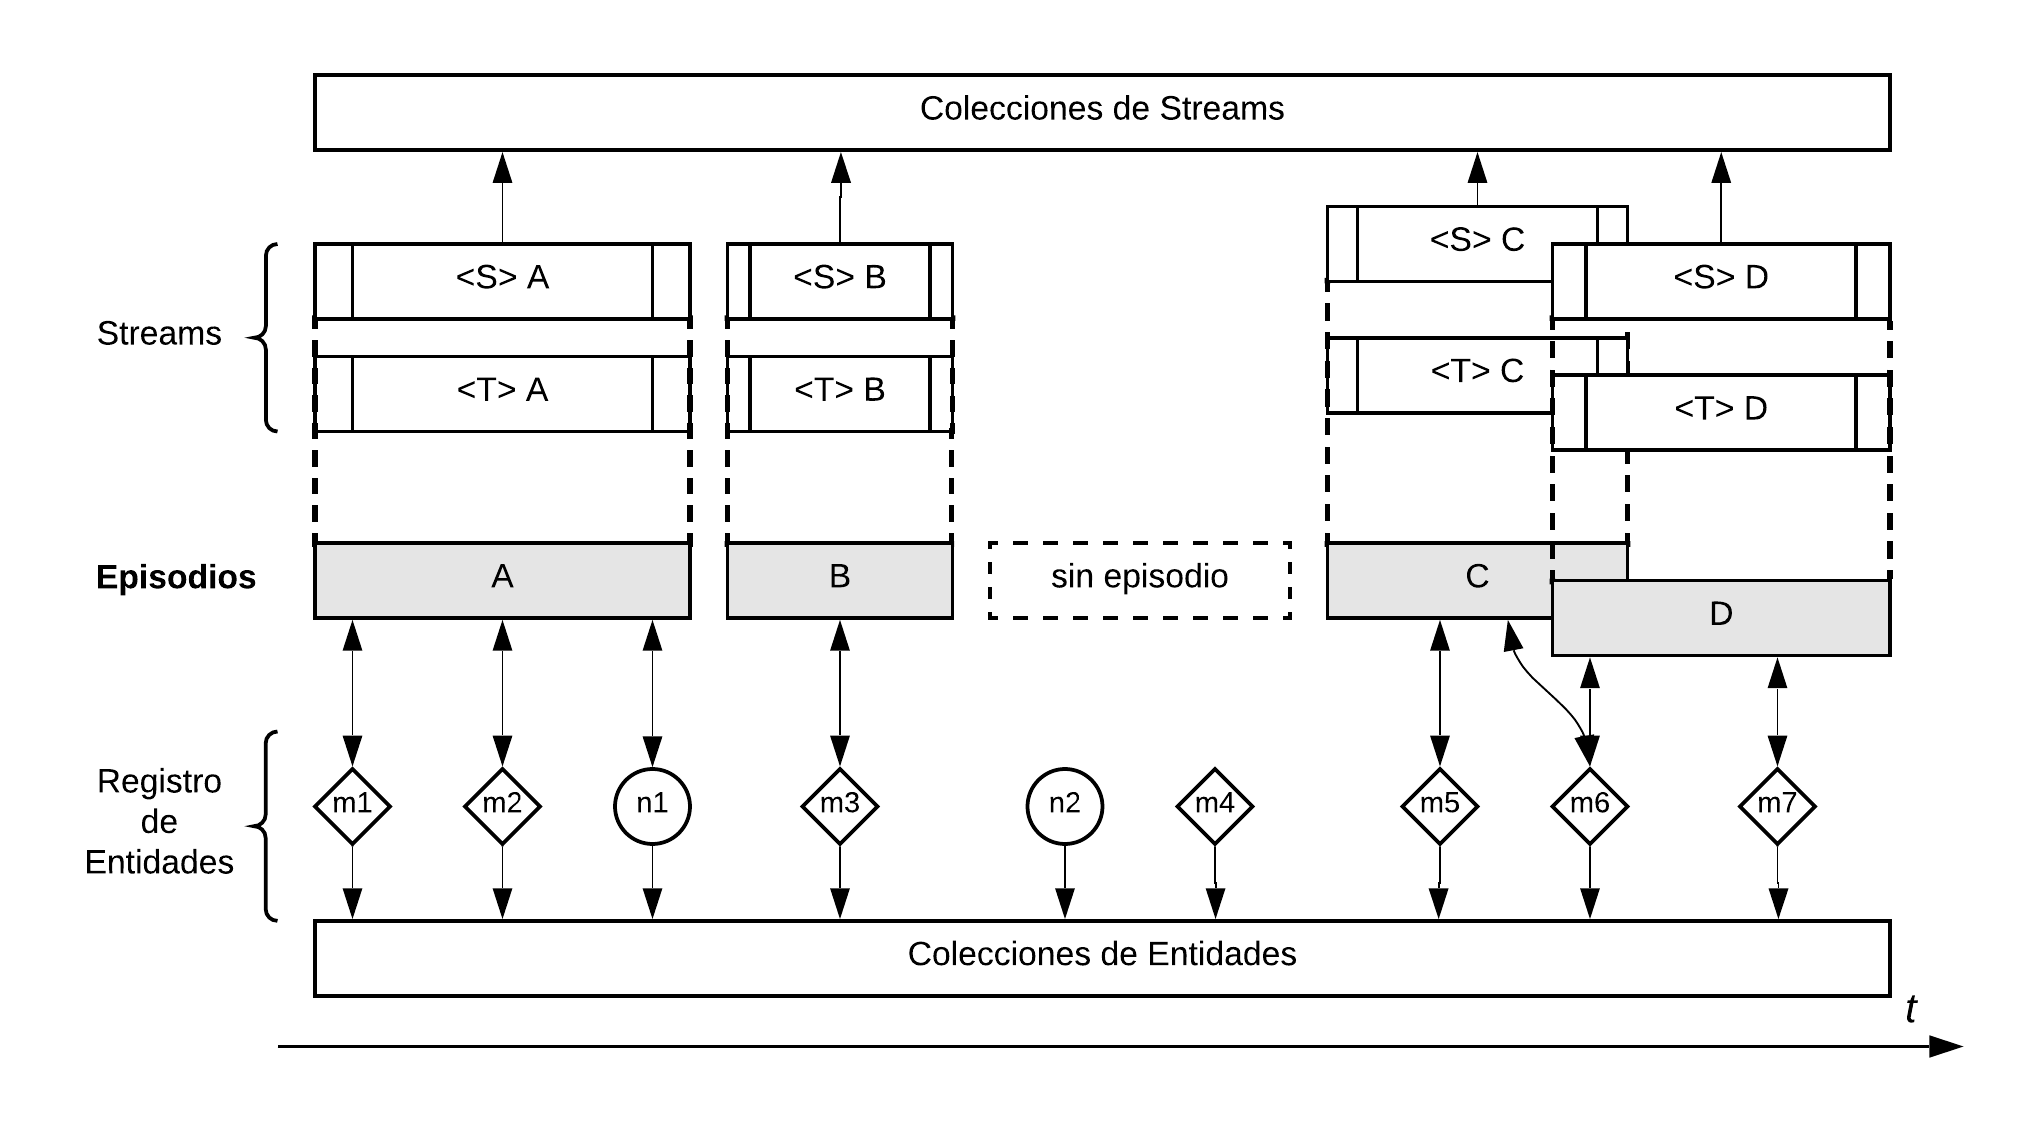 Colecciones de Streams
<S> A
<S> B
<S> C
<S> D
Streams
<T> A
<T> B
<T> C
<T> D
Episodios
A
B
sin episodio
C
D
Registro
de
Entidades
m1
m2
n1
m3
n2
m4
m5
m6
m7
Colecciones de Entidades
t